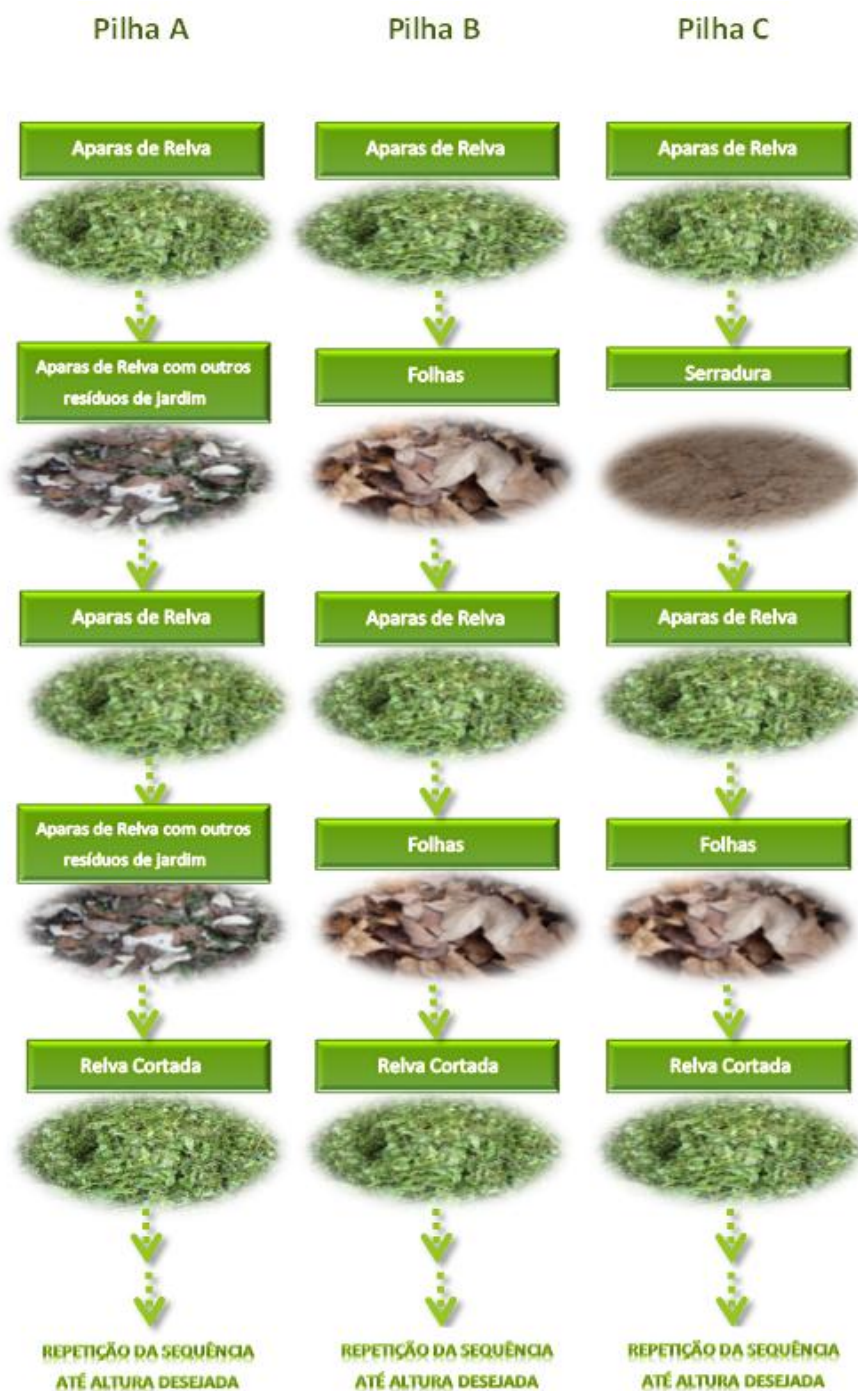 Pilha A
Pilha B
Pilha C
Aparas de Relva
Aparas de Relva
Aparas de Relva
Aparas de Relva com outros
resíduos de jardim
Folhas
Serradura
Aparas de Relva
Aparas de Relva
Aparas de Relva
Aparas de Relva com outros
resíduos de jardim
Folhas
Folhas
Relva Cortada
Relva Cortada
Relva Cortada
REPETIÇÃO DA SEQUÊNCIA
ATÉ ALTURA DESEJADA
REPETIÇÃO DA SEQUÊNCIA
ATÉ ALTURA DESEJADA
REPETIÇÃO DA SEQUÊNCIA
ATÉ ALTURA DESEJADA